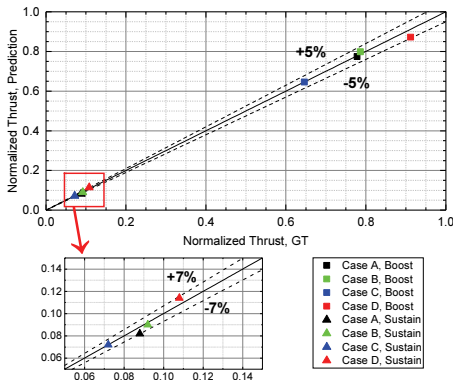 Normalized Thrust, Prediction
1.0
0.8
0.6
0.4
0.2
0.0
+5%
-5%
0.0 0.2 0.4 0.6 0.8 1.0
Normalized Thrust, GT
0.14
0.12
0.10
0.08
0.06
+7%
-7%
0.06 0.08 0.10 0.12 0.14
Case A, Boost
Case B, Boost
Case C, Boost
Case D, Boost
Case A, Sustain
Case B, Sustain
Case C, Sustain
Case D, Sustain